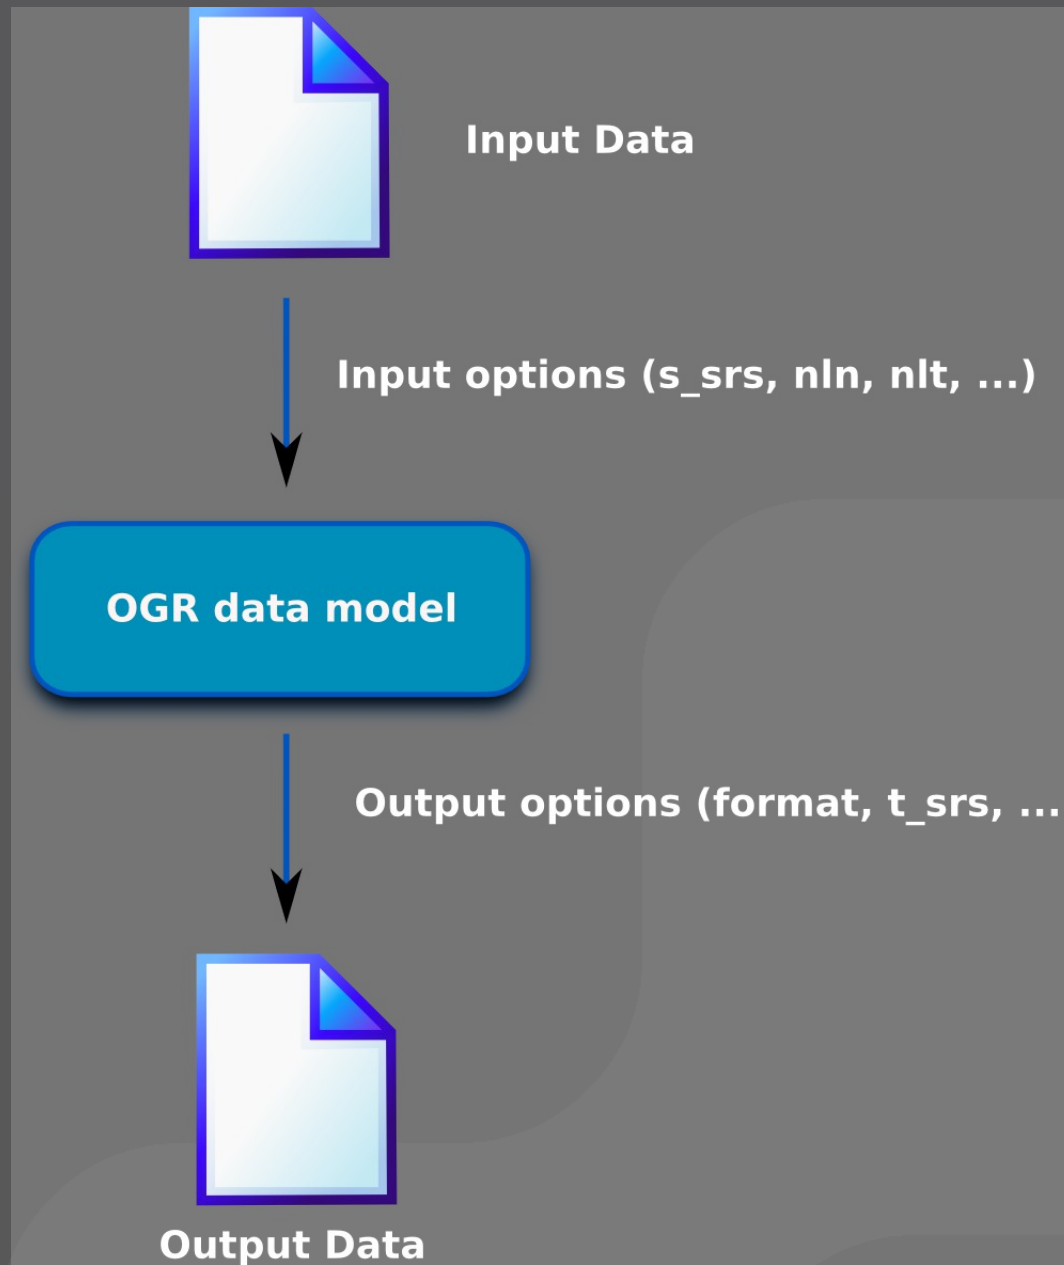 Input Data
Input options (s_srs, nln, nlt, ...)
OGR data model
Output options (format, t_srs, ...
Output Data